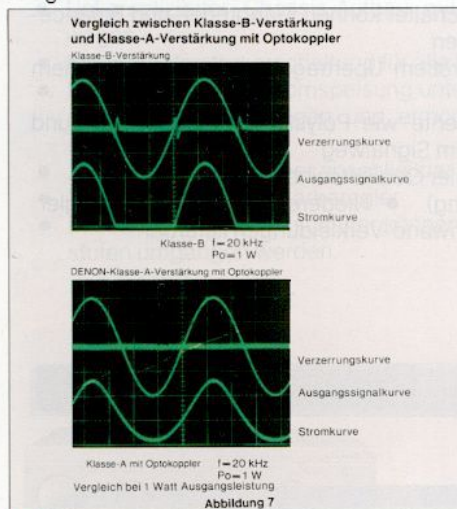 Vergleich zwischen Klasse-B-Verstärkung
und Klasse-A-Verstärkung mit Optokoppler
Klasse-B-Verstärkung
Verzerrungskurve
Ausgangssignalkurve
Stromkurve
Klasse-B f=20 kHz
Po=1 W
DENON-Klasse-A-Verstärkung mit Optokoppler
Verzerrungskurve
Ausgangssignalkurve
Stromkurve
Klasse-A mit Optokoppler f=20 kHz
Po=1 W
Vergleich bei 1 Watt Ausgangsleistung
Abbildung 7